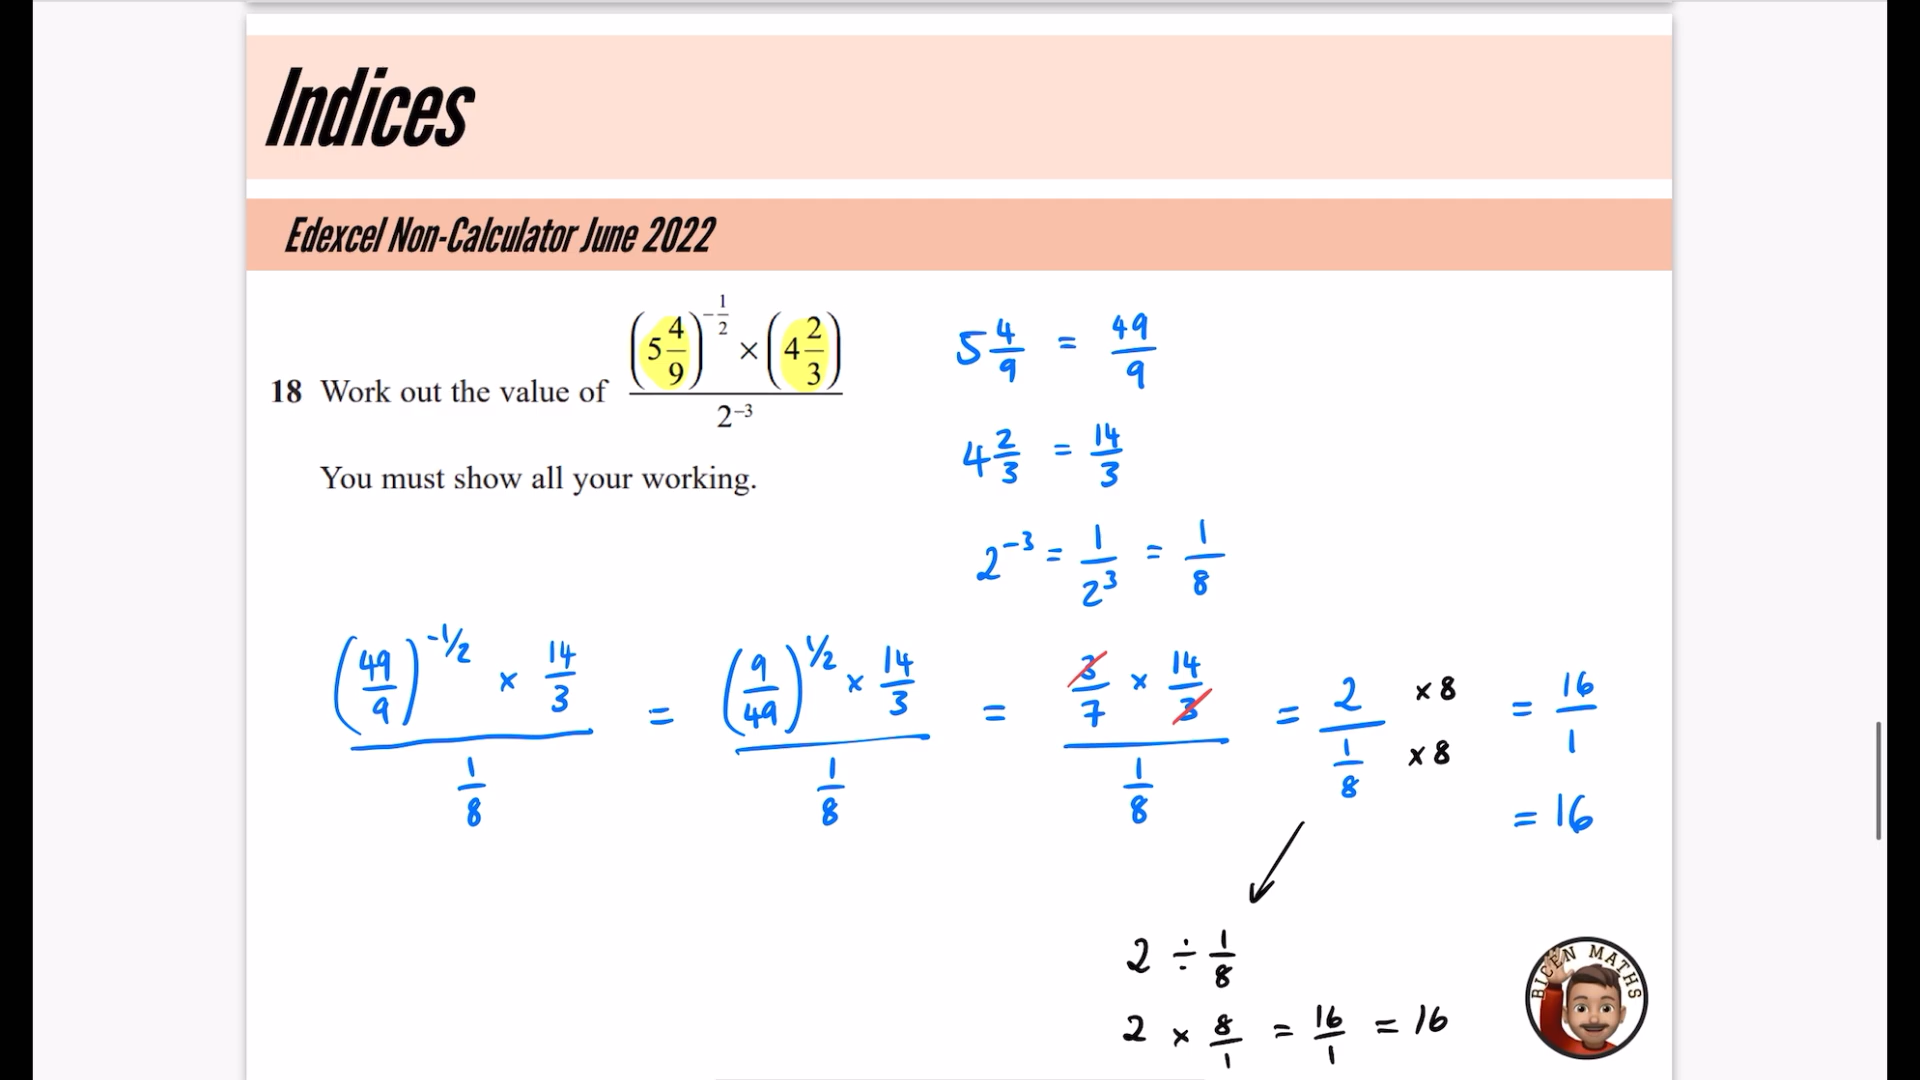 Indices
Edexcel Non-Calculator June 2022
18 Work out the value of (5 4/9)^(-1/2) × (4 2/3) / 2^(-3)
You must show all your working.
5 4/9 = 49/9
4 2/3 = 14/3
2^(-3) = 1/2^3 = 1/8
((49/9)^(-1/2) × 14/3) / (1/8) = ((9/49)^(1/2) × 14/3) / (1/8) = (3/7 × 14/3) / (1/8) = 2 / (1/8) ×8 ×8 = 16/1
= 16
2 ÷ 1/8
2 × 8/1 = 16/1 = 16
BICEN MATHS